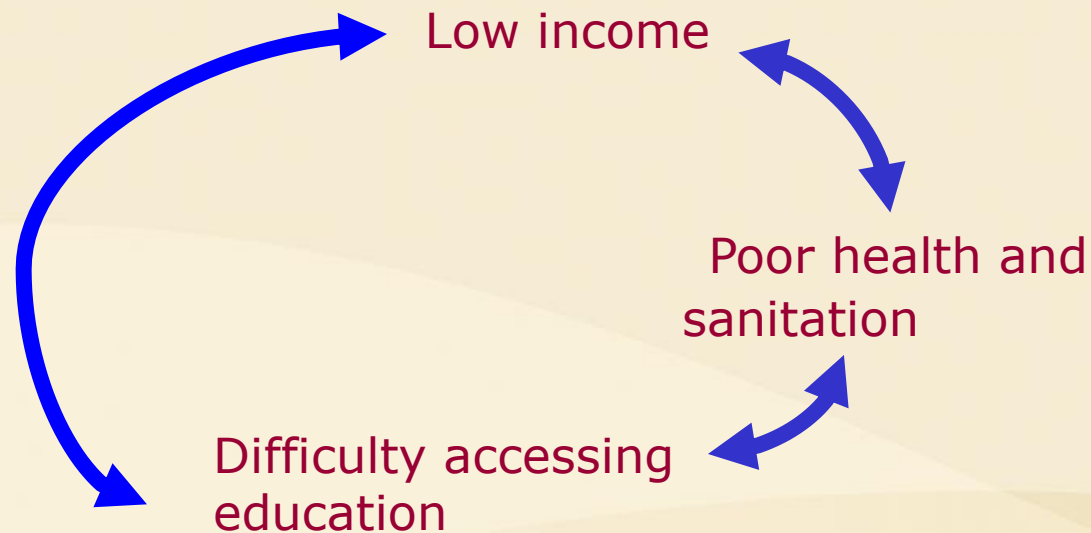 Low income
Poor health and
sanitation
Difficulty accessing
education